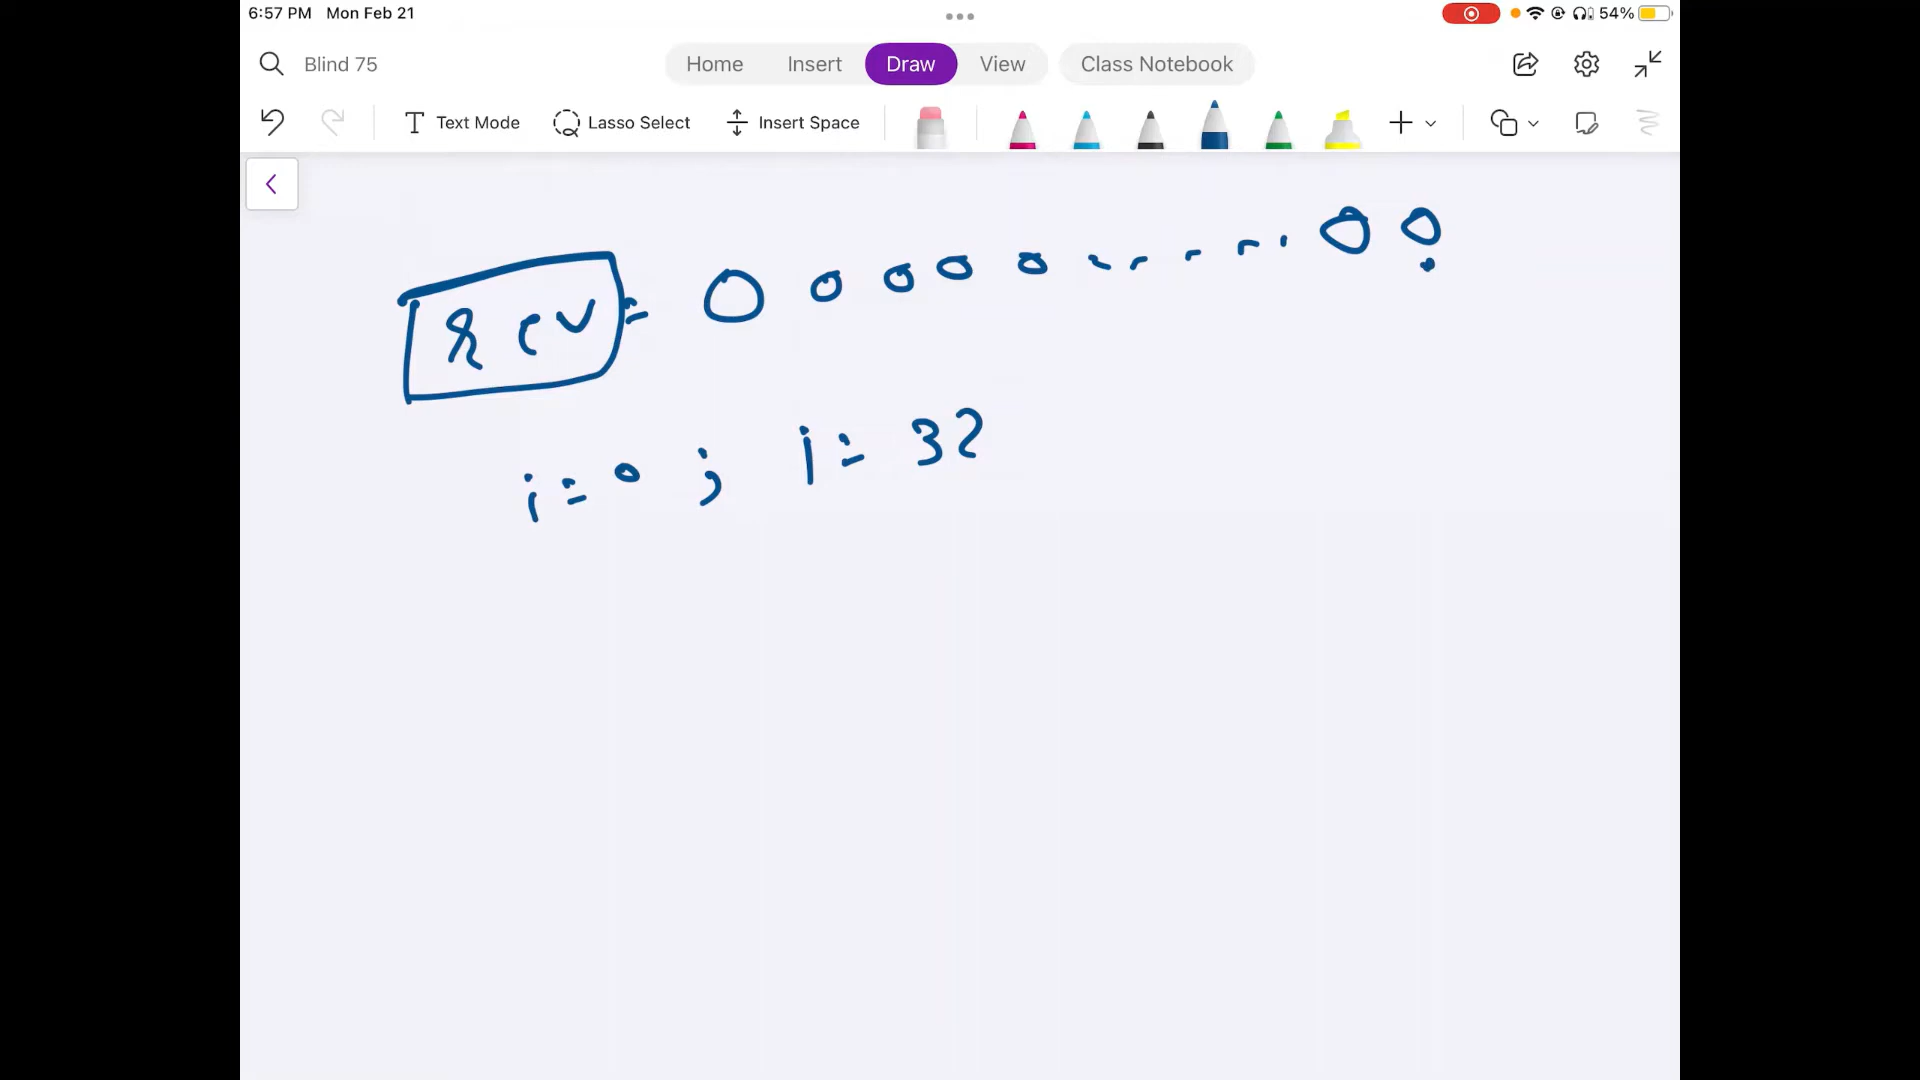 6:57 PM Mon Feb 21 54%
Blind 75 Home Insert Draw View Class Notebook
T Text Mode Lasso Select Insert Space
rev = 0 0 0 0 0 - - - - - . 0 0
i = 0 ; i = 32